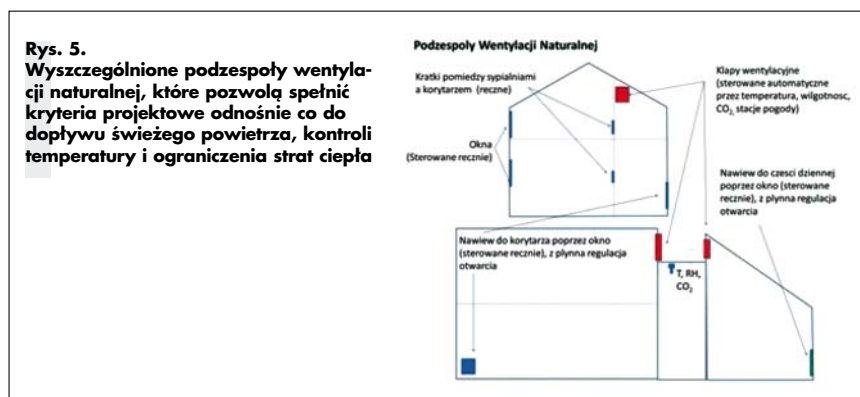 Rys. 5.
Wyszczególnione podzespoły wentyla-
cji naturalnej, które pozwolą spełnić
kryteria projektowe odnośnie co do
dopływu świeżego powietrza, kontroli
temperatury i ograniczenia strat ciepła
Podzespoly Wentylacji Naturalnej
Kratki pomiedzy sypialniami
a korytarzem (reczne)
Klapy wentylacyjne
(sterowane automatyczne
przez temperatura, wilgotnosc,
CO₂, stacje pogody)
Okna
(Sterowane recznie)
Nawiew do czesci dziennej
poprzez okno (sterowane
recznie), z plynna regulacja
otwarcia
Nawiew do korytarza poprzez okno
(sterowane recznie), z plynna regulacja
otwarcia
T, RH,
CO₂